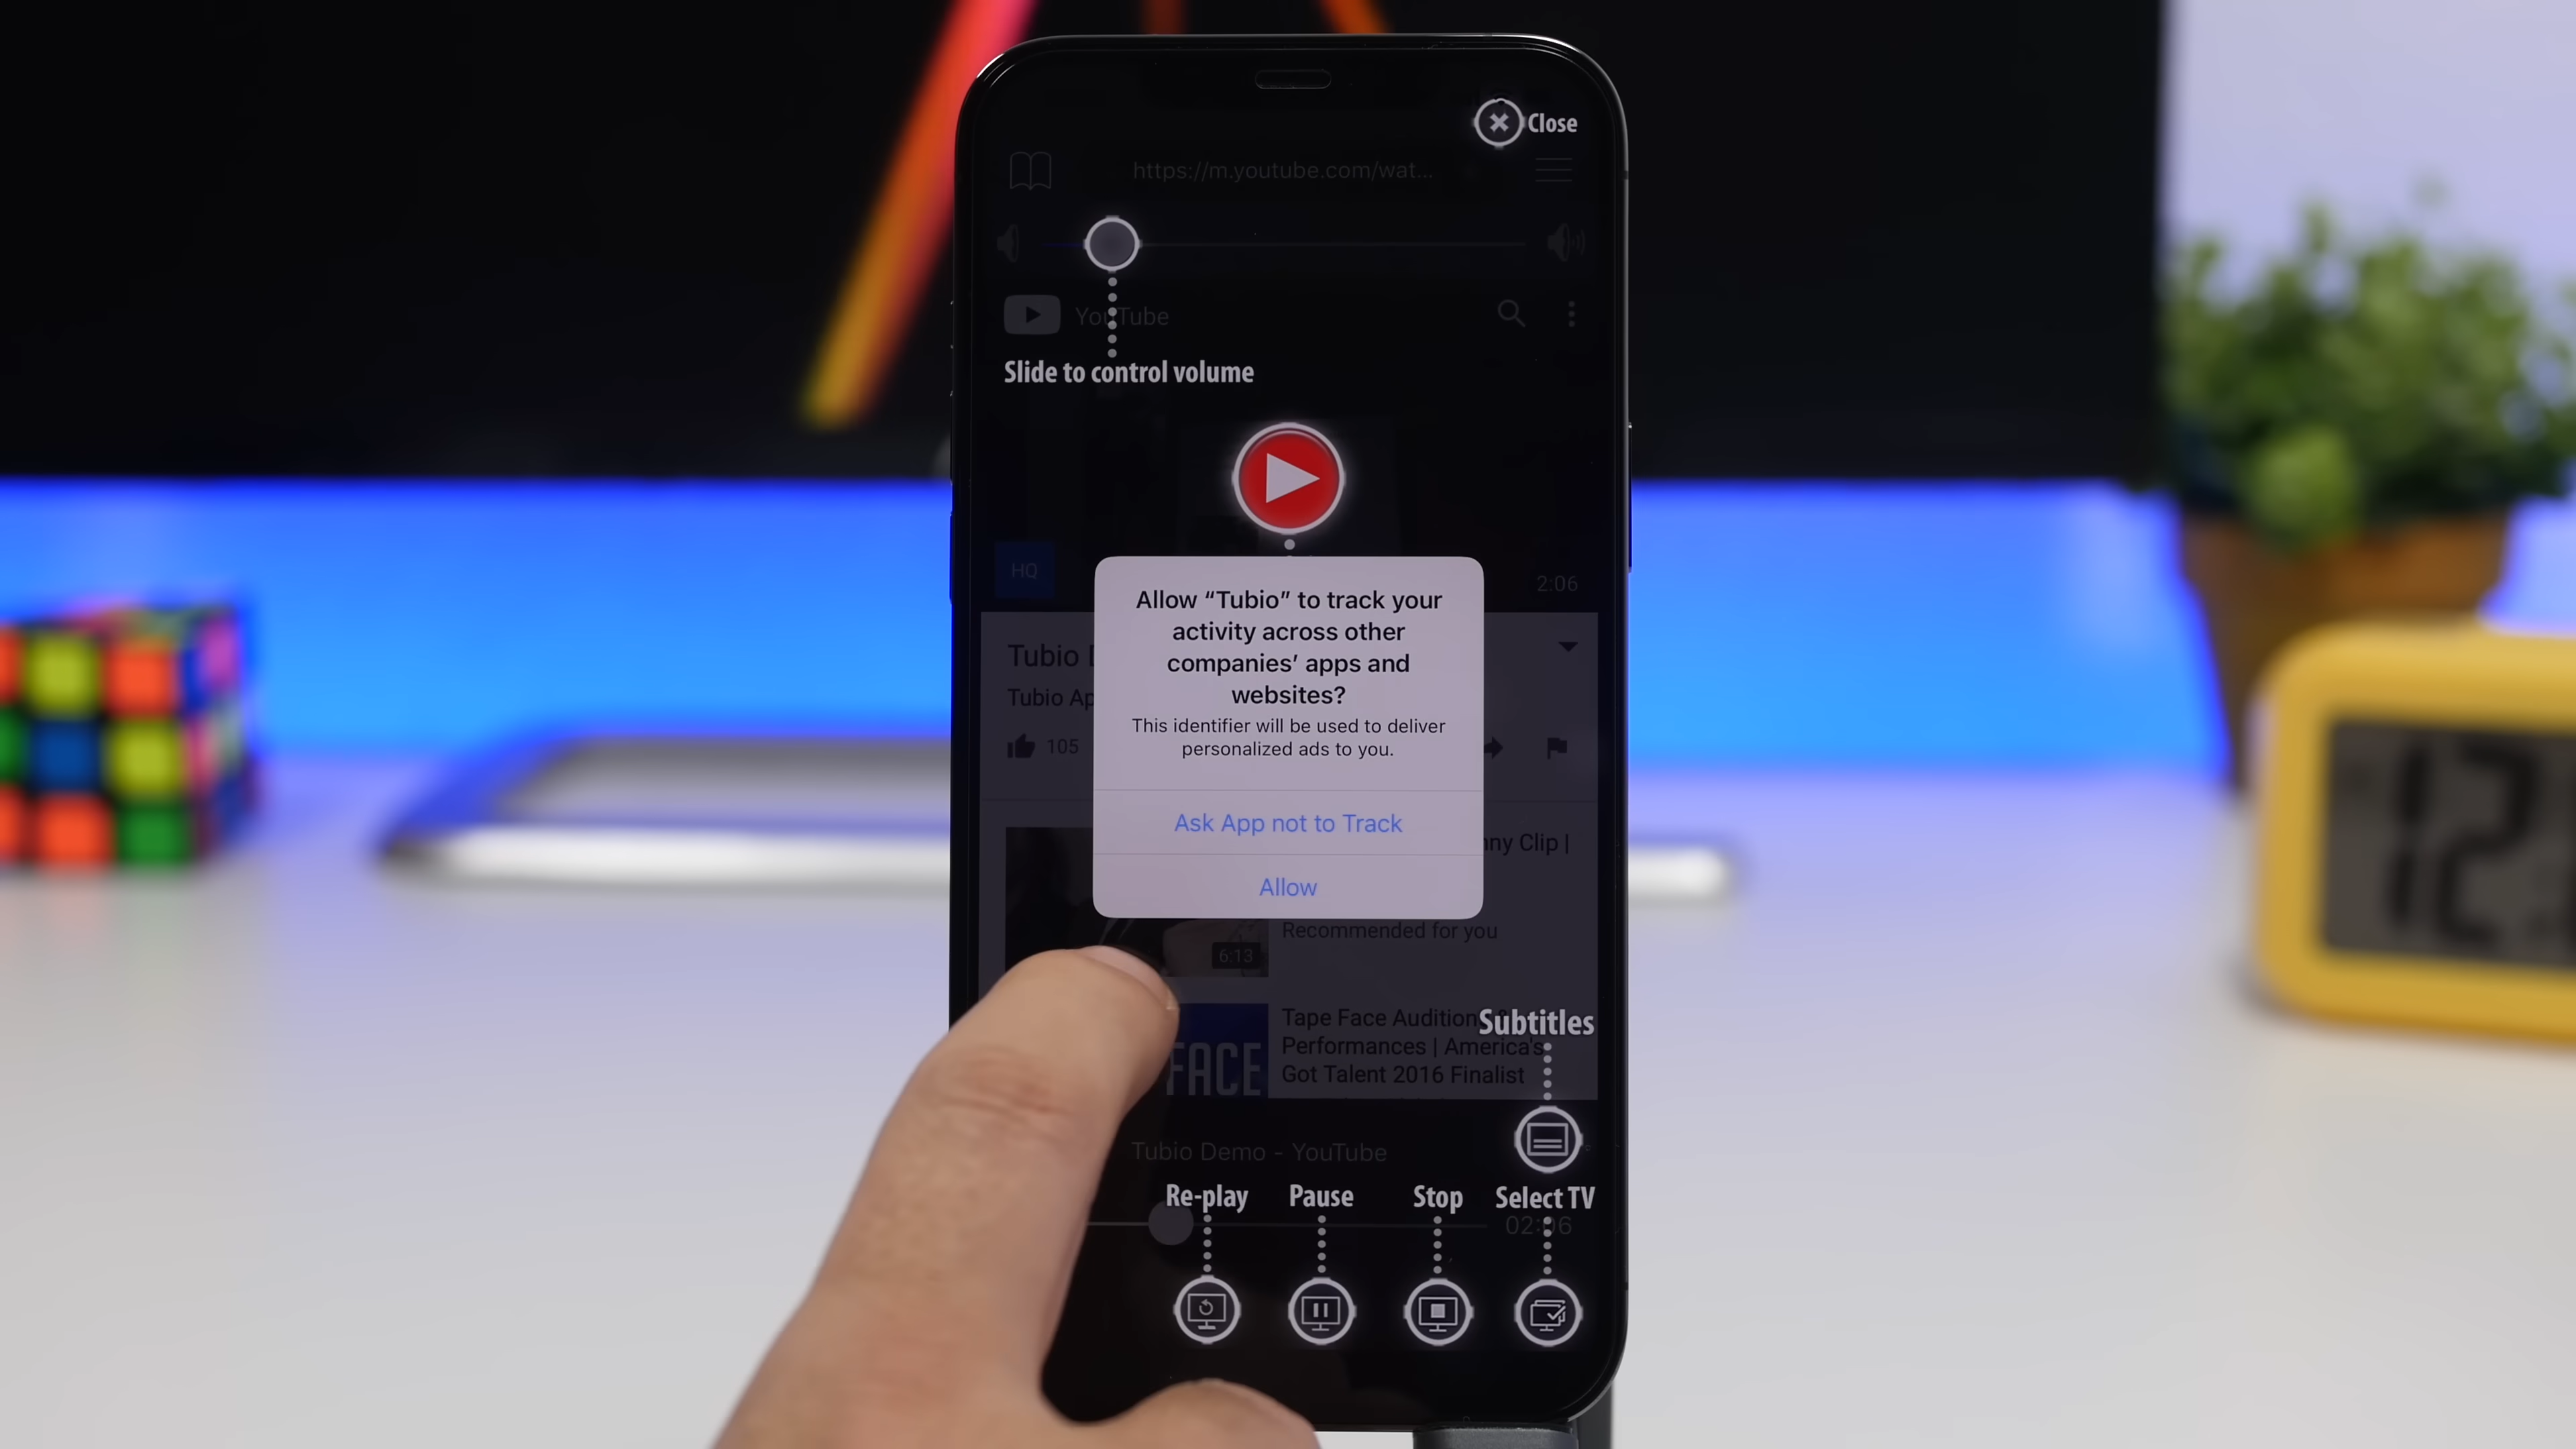 Close
https://m.youtube.com/wat...
YouTube
Slide to control volume
HQ
2:06
Allow “Tubio” to track your
activity across other
companies’ apps and
websites?
This identifier will be used to deliver
personalized ads to you.
Ask App not to Track
Allow
Tubio
Tubio Ap
105
nny Clip |
Recommended for you
6:13
Subtitles
FACE
Tape Face Audition
Performances | America's
Got Talent 2016 Finalist
Tubio Demo - YouTube
Re-play
Pause
Stop
Select TV
02:06
12